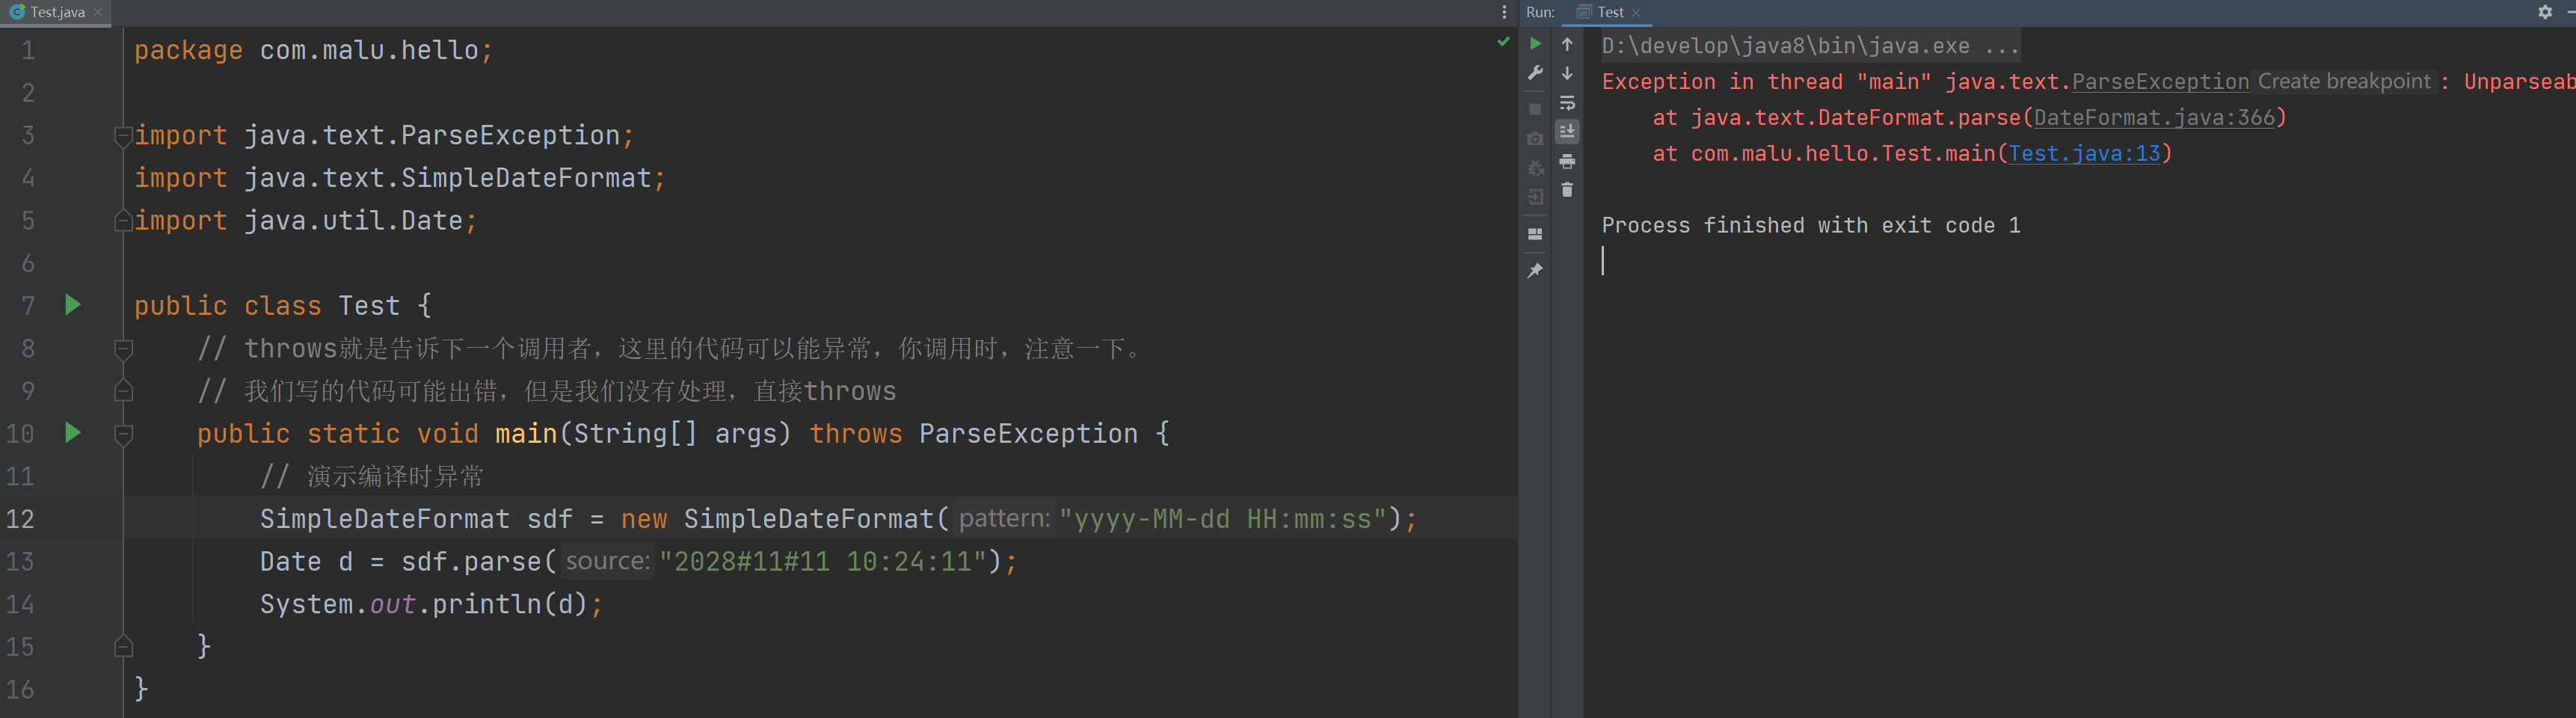 Test.java
1 package com.malu.hello;
2
3 import java.text.ParseException;
4 import java.text.SimpleDateFormat;
5 import java.util.Date;
6
7 public class Test {
8 // throws就是告诉下一个调用者，这里的代码可以能异常，你调用时，注意一下。
9 // 我们写的代码可能出错，但是我们没有处理，直接throws
10 public static void main(String[] args) throws ParseException {
11 // 演示编译时异常
12 SimpleDateFormat sdf = new SimpleDateFormat( pattern: "yyyy-MM-dd HH:mm:ss");
13 Date d = sdf.parse( source: "2028#11#11 10:24:11");
14 System.out.println(d);
15 }
16 }
Run: Test
D:\develop\java8\bin\java.exe ...
Exception in thread "main" java.text.ParseException Create breakpoint : Unparseab
at java.text.DateFormat.parse(DateFormat.java:366)
at com.malu.hello.Test.main(Test.java:13)
Process finished with exit code 1